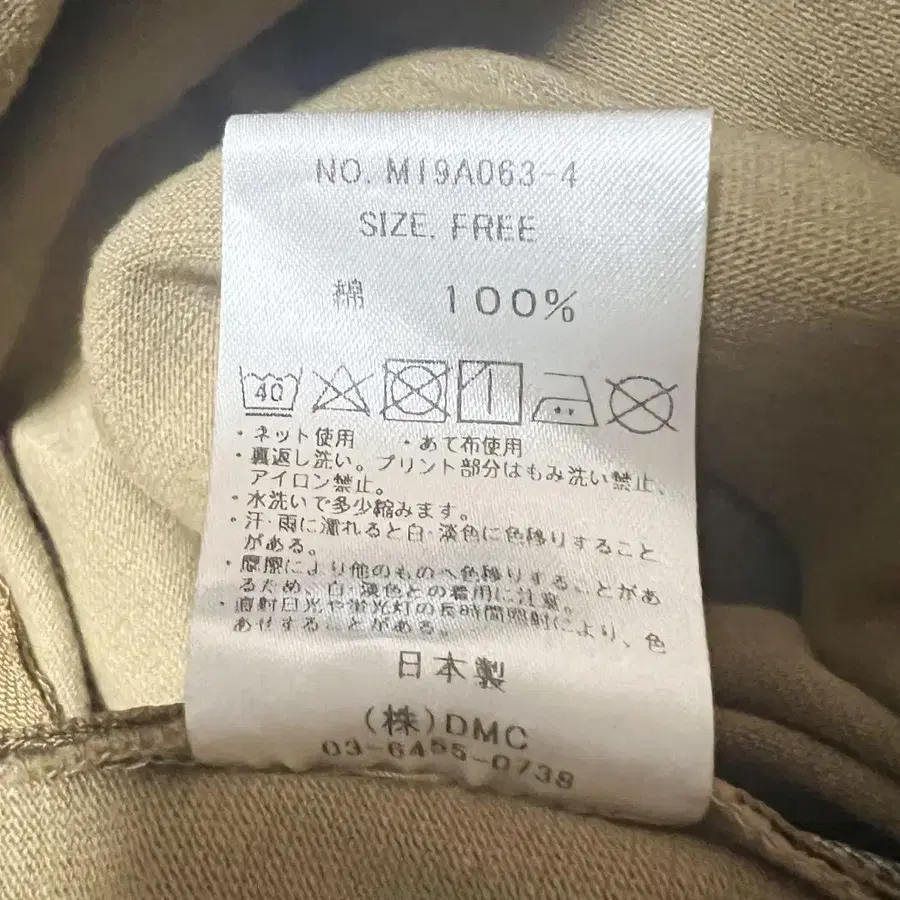 NO. M19A063-4
SIZE. FREE
綿 100%
40
・ネット使用 ・あて布使用
・裏返し洗い。プリント部分はもみ洗い禁止、
アイロン禁止。
・水洗いで多少縮みます。
・汗・雨に濡れると白・淡色に色移りすること
がある。
・摩擦により他のものへ色移りすることがあ
るため、白・淡色との着用に注意。
・直射日光や蛍光灯の長時間照射により、色
あせすることがある。
日本製
(株)DMC
03-6455-0738